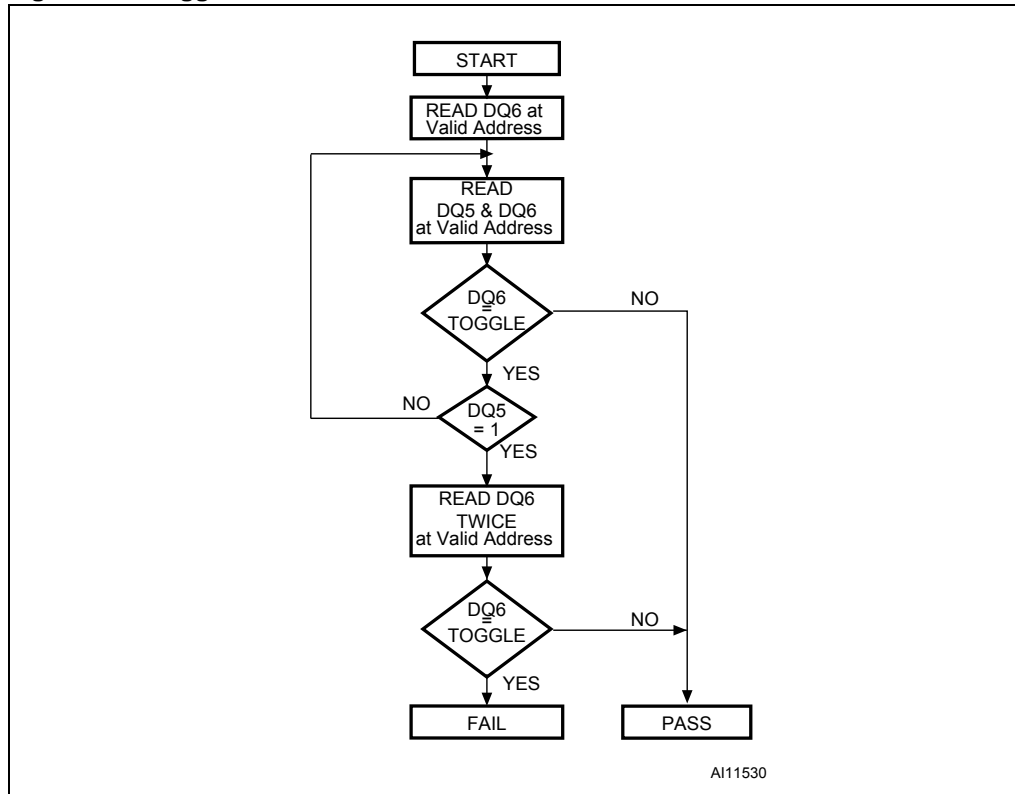 START
READ DQ6 at
Valid Address
READ
DQ5 & DQ6
at Valid Address
DQ6
=
TOGGLE
NO
YES
NO
DQ5
= 1
YES
READ DQ6
TWICE
at Valid Address
DQ6
=
TOGGLE
NO
YES
FAIL
PASS
AI11530